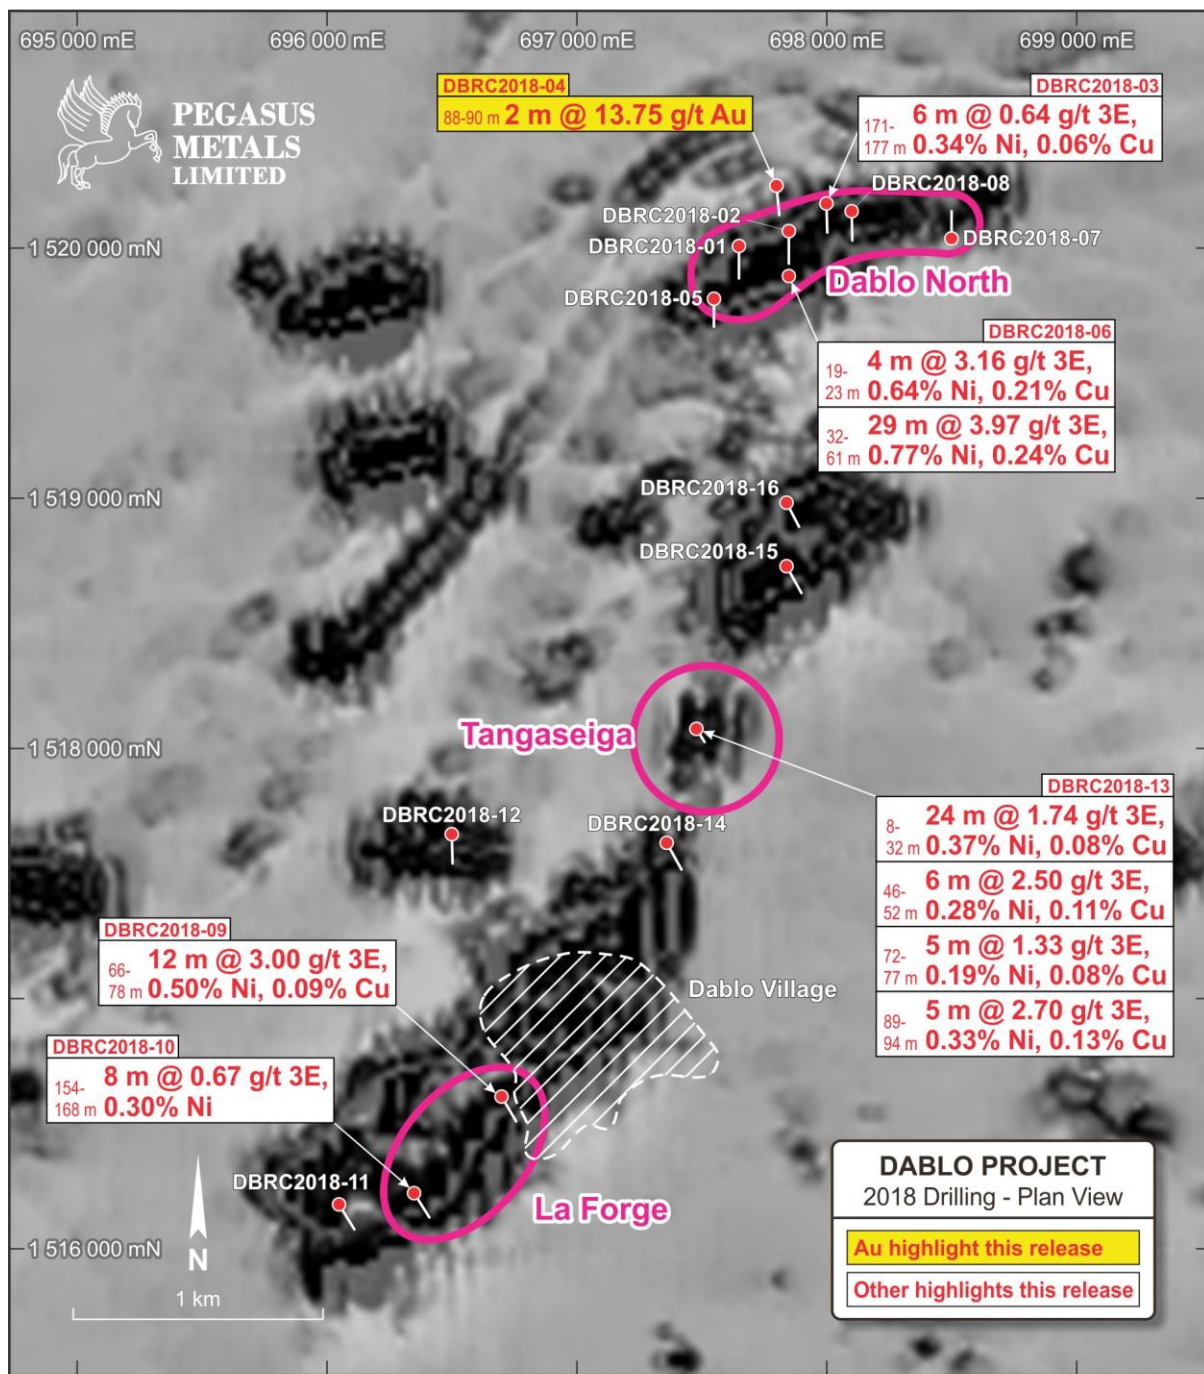 695 000 mE
696 000 mE
697 000 mE
698 000 mE
699 000 mE
PEGASUS
METALS
LIMITED
DBRC2018-04
88-90 m 2 m @ 13.75 g/t Au
DBRC2018-03
171-
177 m
6 m @ 0.64 g/t 3E,
0.34% Ni, 0.06% Cu
DBRC2018-08
DBRC2018-02
DBRC2018-01
DBRC2018-07
1 520 000 mN
Dablo North
DBRC2018-05
DBRC2018-06
19-
23 m
4 m @ 3.16 g/t 3E,
0.64% Ni, 0.21% Cu
32-
61 m
29 m @ 3.97 g/t 3E,
0.77% Ni, 0.24% Cu
DBRC2018-16
1 519 000 mN
DBRC2018-15
Tangaseiga
1 518 000 mN
DBRC2018-13
8-
32 m
24 m @ 1.74 g/t 3E,
0.37% Ni, 0.08% Cu
46-
52 m
6 m @ 2.50 g/t 3E,
0.28% Ni, 0.11% Cu
72-
77 m
5 m @ 1.33 g/t 3E,
0.19% Ni, 0.08% Cu
89-
94 m
5 m @ 2.70 g/t 3E,
0.33% Ni, 0.13% Cu
DBRC2018-12
DBRC2018-14
DBRC2018-09
66-
78 m
12 m @ 3.00 g/t 3E,
0.50% Ni, 0.09% Cu
Dablo Village
DBRC2018-10
154-
168 m
8 m @ 0.67 g/t 3E,
0.30% Ni
DBRC2018-11
La Forge
1 516 000 mN
N
1 km
DABLO PROJECT
2018 Drilling - Plan View
Au highlight this release
Other highlights this release